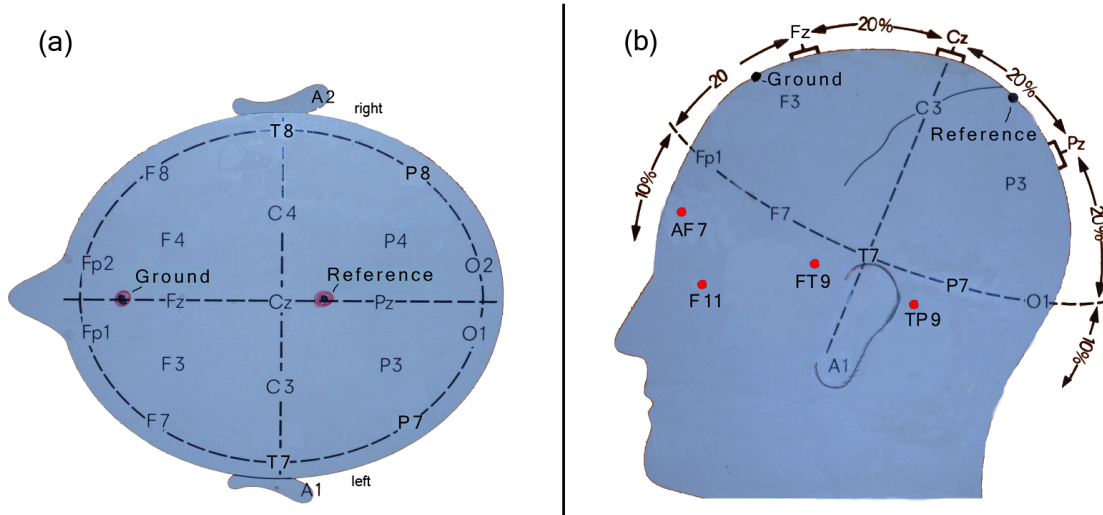 (a)
A2
right
T8
F8
P8
C4
F4
P4
Fp2
O2
Ground
Reference
Fz
Cz
Pz
Fp1
O1
F3
P3
C3
F7
P7
T7
left
A1
(b)
Fz
20%
Cz
20
Ground
20%
F3
C3
Reference
Pz
Fp1
10%
P3
F7
20%
AF7
T7
FT9
P7
F11
TP9
O1
10%
A1